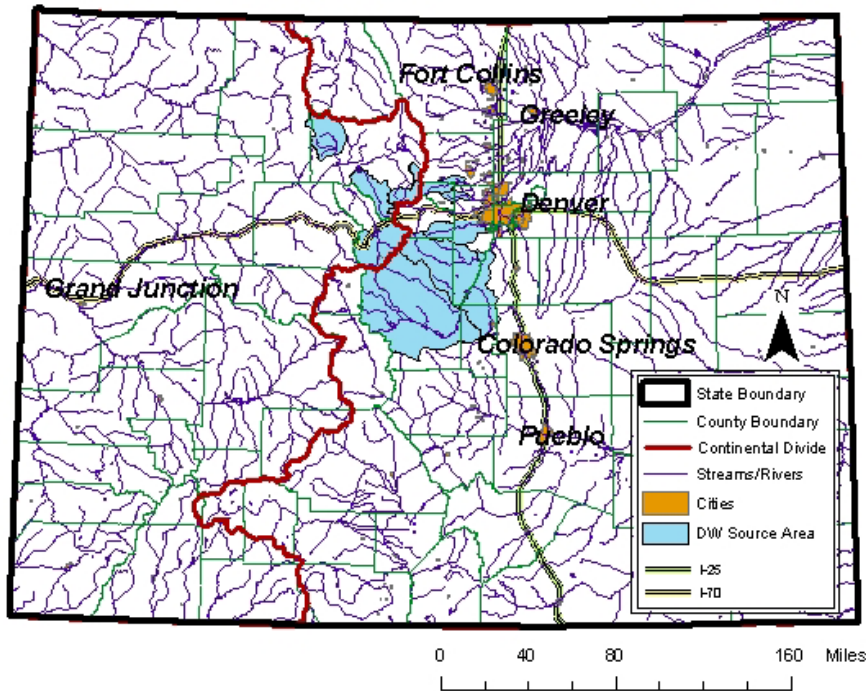 Fort Collins
Greeley
Denver
Grand Junction
N
Colorado Springs
Pueblo
State Boundary
County Boundary
Continental Divide
Streams/Rivers
Cities
DW Source Area
I-25
I-70
0 40 80 160 Miles